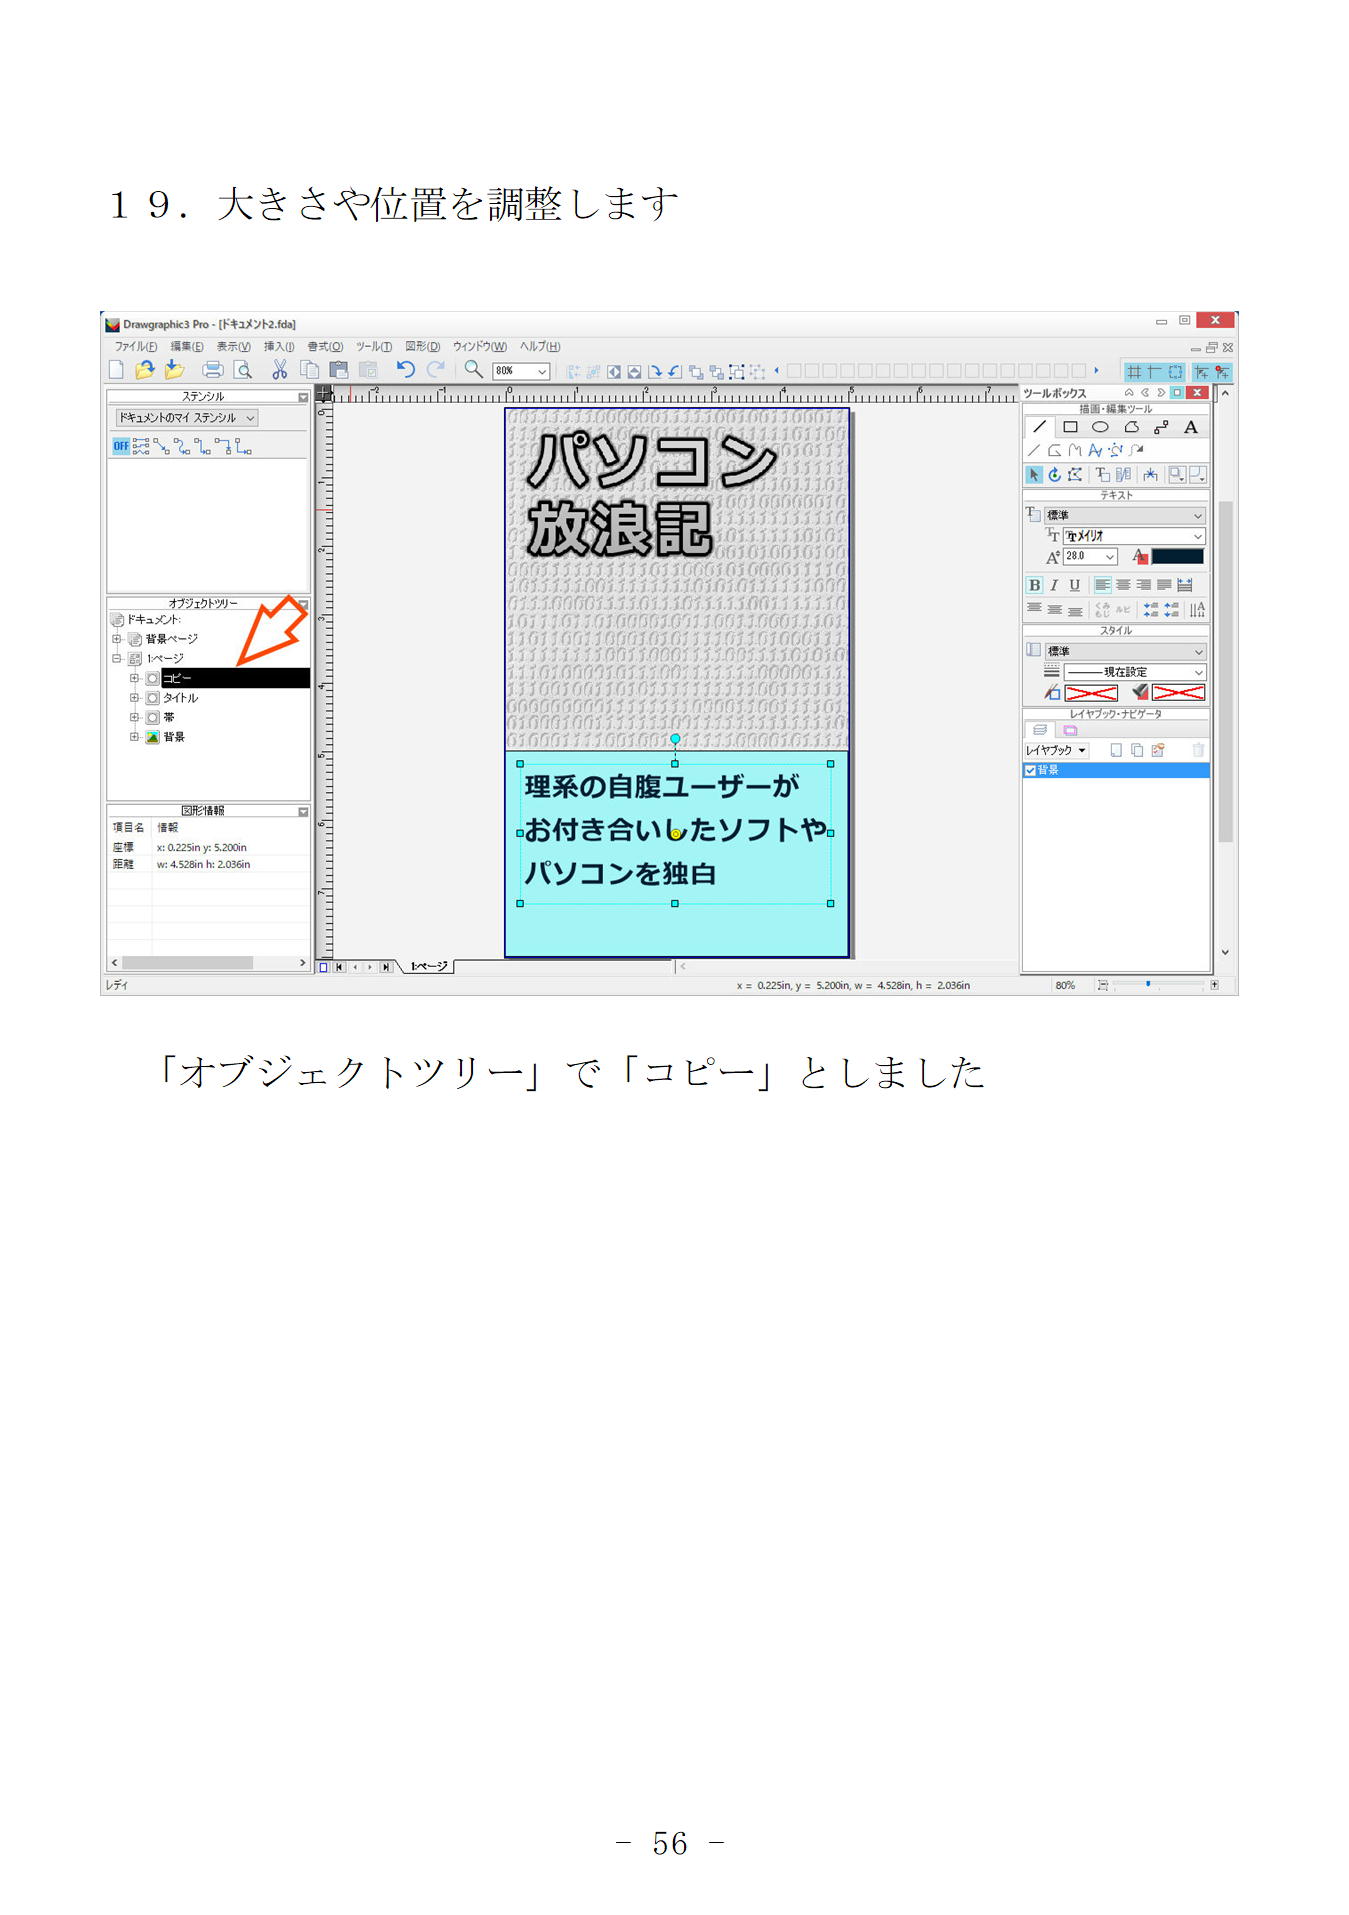 １９．大きさや位置を調整します
Drawgraphic3 Pro - [ドキュメント2.fda]
ファイル(F) 編集(E) 表示(V) 挿入(I) 書式(O) ツール(T) 図形(D) ウィンドウ(W) ヘルプ(H)
80%
ステンシル
ドキュメントのマイ ステンシル
OFF
オブジェクトツリー
ドキュメント:
背景ページ
1:ページ
コピー
タイトル
帯
背景
図形情報
項目名 情報
座標 x: 0.225in y: 5.200in
距離 w: 4.528in h: 2.036in
パソコン
放浪記
理系の自腹ユーザーが
お付き合いしたソフトや
パソコンを独白
1:ページ
ツールボックス
描画・編集ツール
テキスト
標準
メイリオ
28.0
B I U
スタイル
標準
現在設定
レイヤブック・ナビゲータ
レイヤブック
背景
レディ
x = 0.225in, y = 5.200in, w = 4.528in, h = 2.036in
80%
「オブジェクトツリー」で「コピー」としました
- 56 -